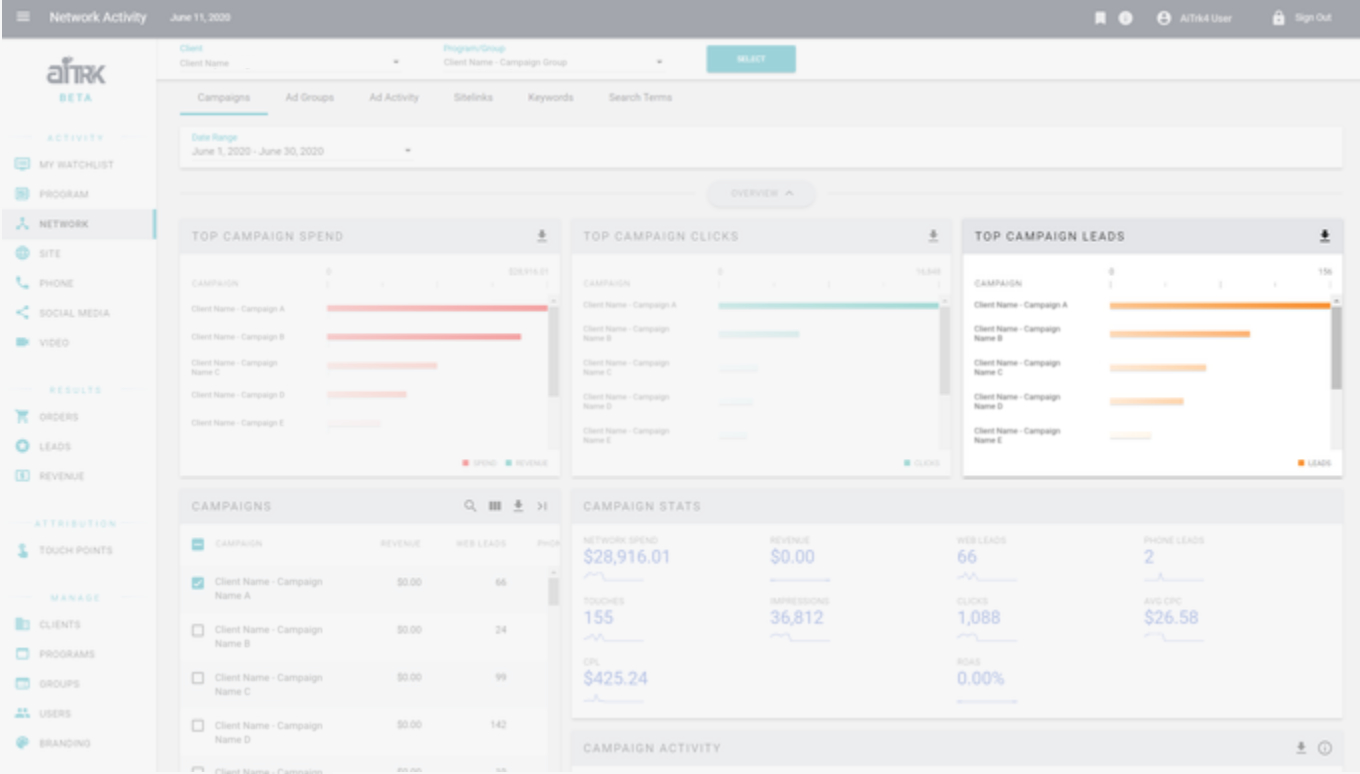 Network Activity June 11, 2020 AiTrk4 User Sign Out
aiTRK
BETA
Client Program/Group
Client Name Client Name - Campaign Group SELECT
Campaigns Ad Groups Ad Activity Sitelinks Keywords Search Terms
Date Range
June 1, 2020 - June 30, 2020
OVERVIEW
ACTIVITY
MY WATCHLIST
PROGRAM
NETWORK
SITE
PHONE
SOCIAL MEDIA
VIDEO
RESULTS
ORDERS
LEADS
REVENUE
ATTRIBUTION
TOUCH POINTS
MANAGE
CLIENTS
PROGRAMS
GROUPS
USERS
BRANDING
TOP CAMPAIGN SPEND
0 $28,916.01
CAMPAIGN
Client Name - Campaign A
Client Name - Campaign B
Client Name - Campaign
Name C
Client Name - Campaign D
Client Name - Campaign E
SPEND REVENUE
TOP CAMPAIGN CLICKS
0
CAMPAIGN
Client Name - Campaign A
Client Name - Campaign
Name B
Client Name - Campaign
Name C
Client Name - Campaign
Name D
Client Name - Campaign
Name E
CLICKS
TOP CAMPAIGN LEADS
0 156
CAMPAIGN
Client Name - Campaign A
Client Name - Campaign
Name B
Client Name - Campaign
Name C
Client Name - Campaign
Name D
Client Name - Campaign
Name E
LEADS
CAMPAIGNS
CAMPAIGN REVENUE WEB LEADS PHON
Client Name - Campaign $0.00 66
Name A
Client Name - Campaign $0.00 24
Name B
Client Name - Campaign $0.00 99
Name C
Client Name - Campaign $0.00 142
Name D
Client Name - Campaign $0.00
CAMPAIGN STATS
NETWORK SPEND REVENUE WEB LEADS PHONE LEADS
$28,916.01 $0.00 66 2
TOUCHES IMPRESSIONS CLICKS AVG CPC
155 36,812 1,088 $26.58
CPL ROAS
$425.24 0.00%
CAMPAIGN ACTIVITY